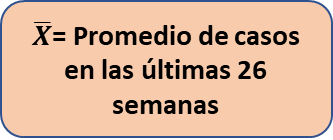 X̅= Promedio de casos
en las últimas 26
semanas